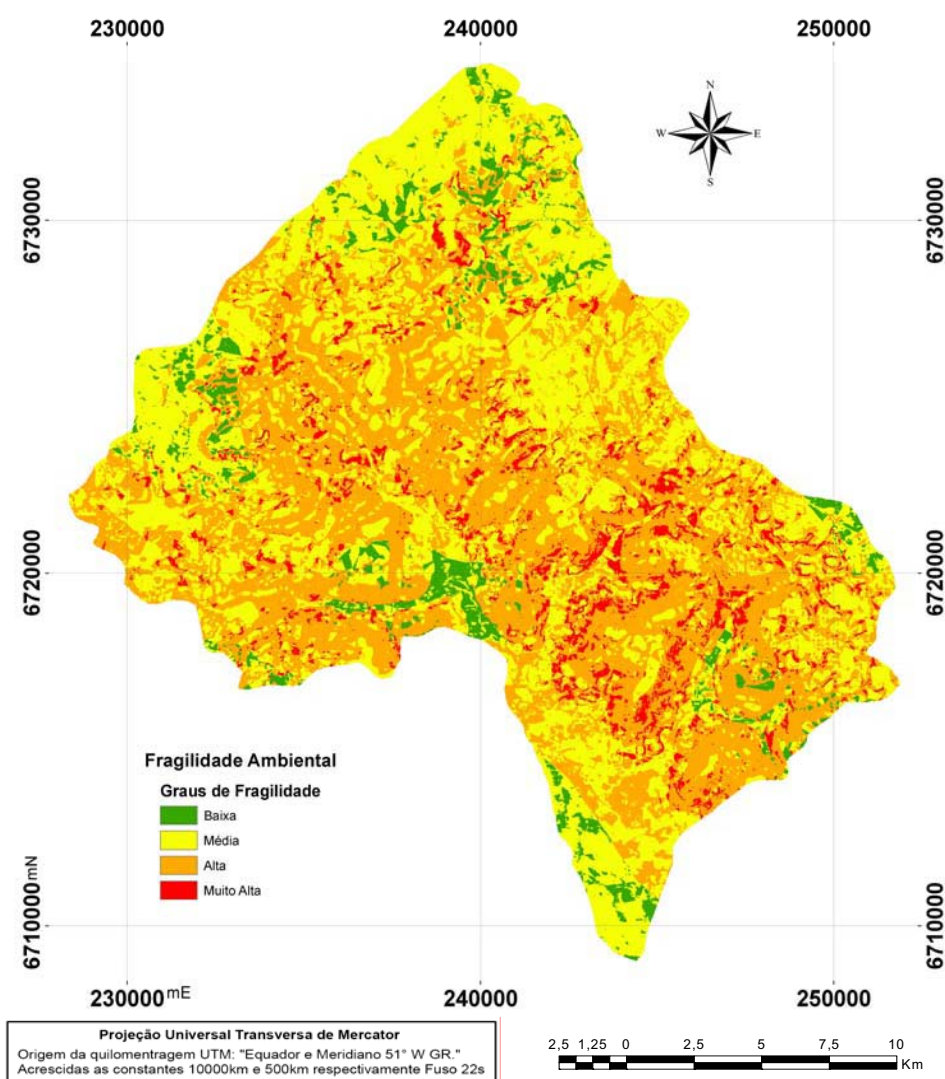 230000 240000 250000
N
W E
S
6730000 6730000
6720000 6720000
Fragilidade Ambiental
Graus de Fragilidade
Baixa
Média
Alta
Muito Alta
6710000 mN 6710000
230000 mE 240000 250000
Projeção Universal Transversa de Mercator
Origem da quilomentragem UTM: "Equador e Meridiano 51° W GR."
Acrescidas as constantes 10000km e 500km respectivamente Fuso 22s
2,5 1,25 0 2,5 5 7,5 10
Km